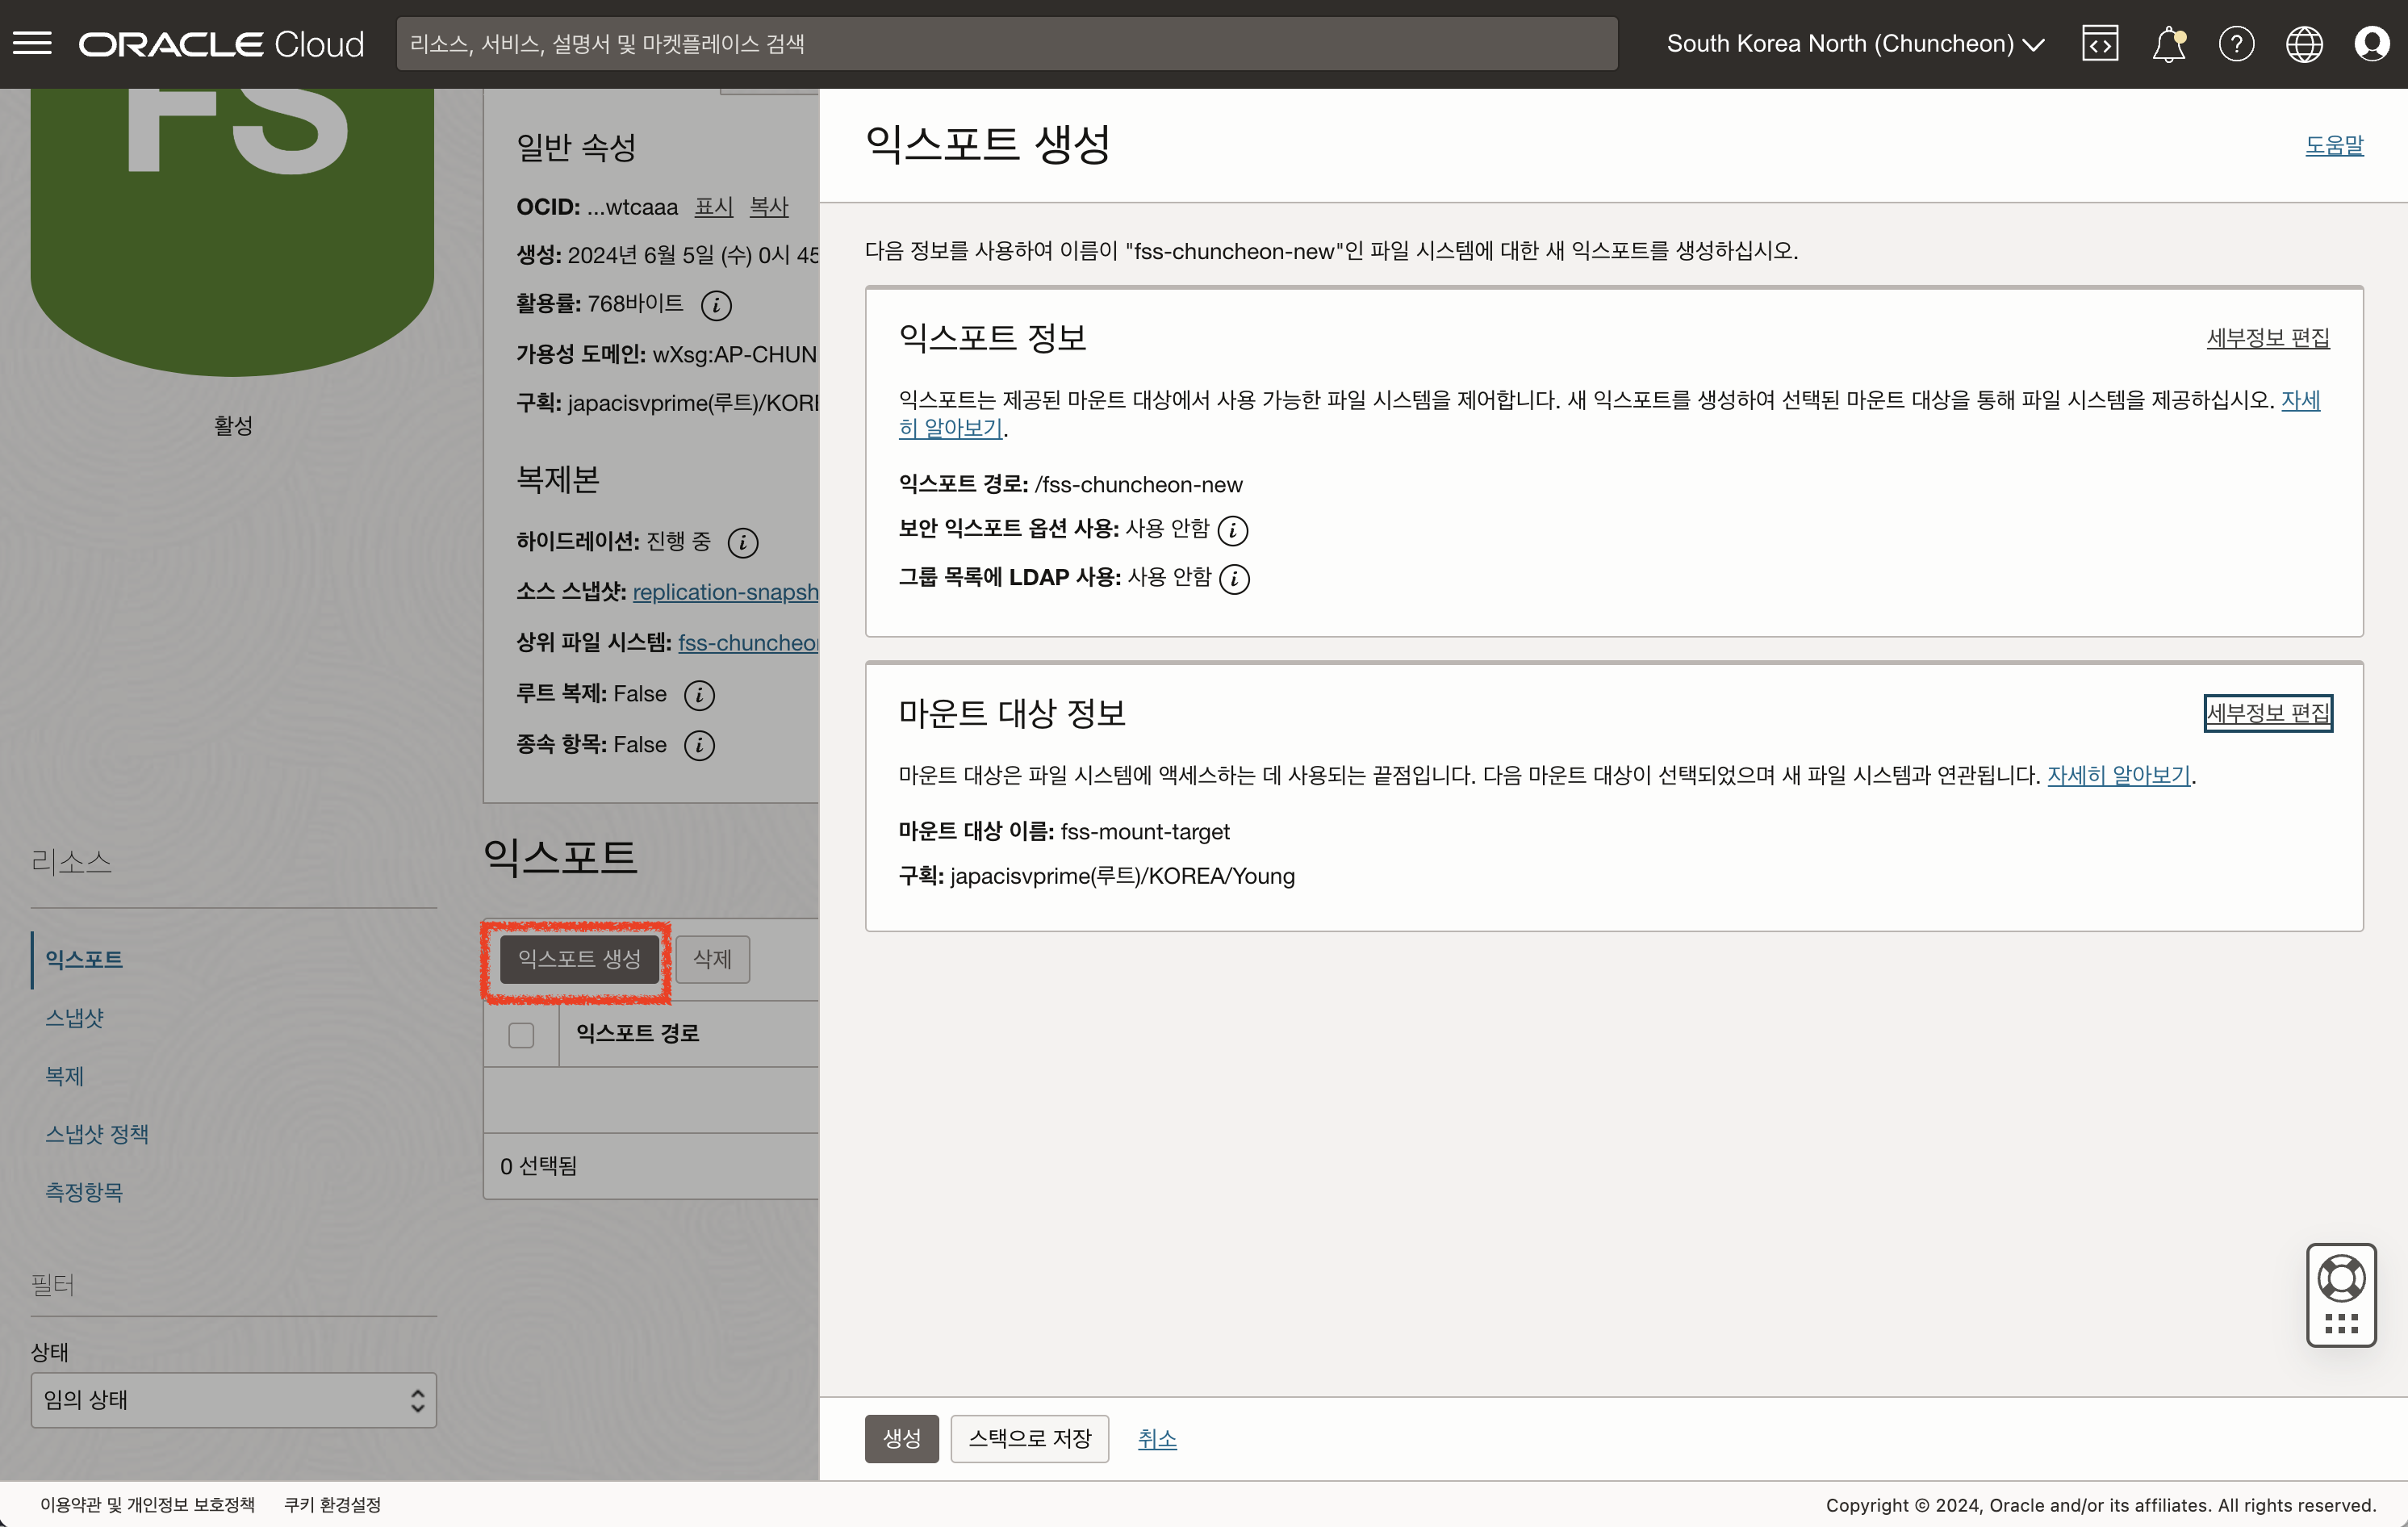 ORACLE Cloud
리소스, 서비스, 설명서 및 마켓플레이스 검색
South Korea North (Chuncheon)
FS
활성
일반 속성
OCID: ...wtcaaa 표시 복사
생성: 2024년 6월 5일 (수) 0시 45
활용률: 768바이트
가용성 도메인: wXsg:AP-CHUN
구획: japacisvprime(루트)/KORE
복제본
하이드레이션: 진행 중
소스 스냅샷: replication-snapsh
상위 파일 시스템: fss-chuncheon
루트 복제: False
종속 항목: False
리소스
익스포트
스냅샷
복제
스냅샷 정책
측정항목
필터
상태
임의 상태
익스포트
익스포트 생성 삭제
익스포트 경로
0 선택됨
익스포트 생성
도움말
다음 정보를 사용하여 이름이 "fss-chuncheon-new"인 파일 시스템에 대한 새 익스포트를 생성하십시오.
익스포트 정보
세부정보 편집
익스포트는 제공된 마운트 대상에서 사용 가능한 파일 시스템을 제어합니다. 새 익스포트를 생성하여 선택된 마운트 대상을 통해 파일 시스템을 제공하십시오. 자세
히 알아보기.
익스포트 경로: /fss-chuncheon-new
보안 익스포트 옵션 사용: 사용 안함
그룹 목록에 LDAP 사용: 사용 안함
마운트 대상 정보
세부정보 편집
마운트 대상은 파일 시스템에 액세스하는 데 사용되는 끝점입니다. 다음 마운트 대상이 선택되었으며 새 파일 시스템과 연관됩니다. 자세히 알아보기.
마운트 대상 이름: fss-mount-target
구획: japacisvprime(루트)/KOREA/Young
생성 스택으로 저장 취소
이용약관 및 개인정보 보호정책 쿠키 환경설정
Copyright © 2024, Oracle and/or its affiliates. All rights reserved.